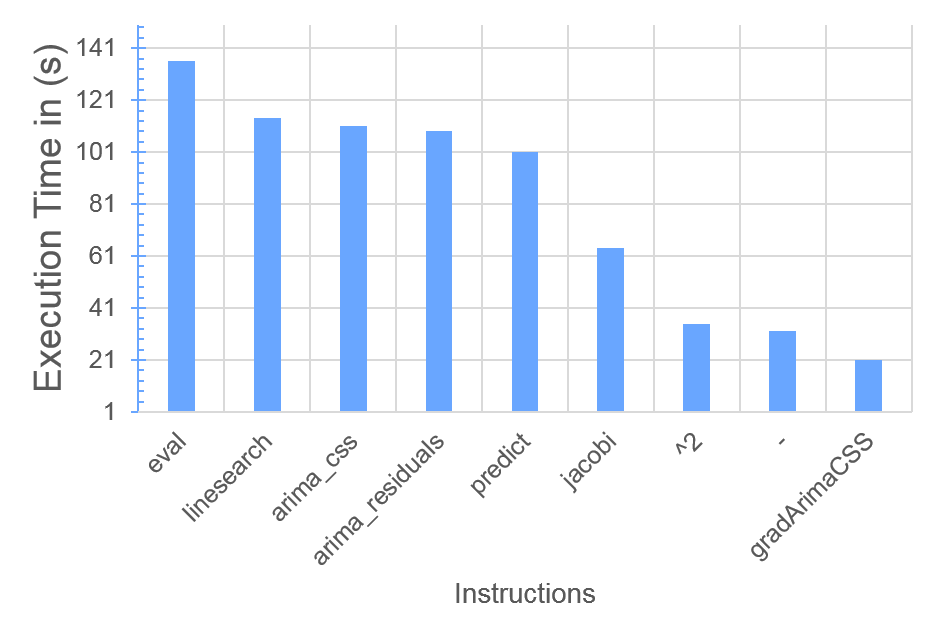 Execution Time in (s)
141
121
101
81
61
41
21
1
eval
linesearch
arima_css
arima_residuals
predict
jacobi
^2
-
gradArimaCSS
Instructions